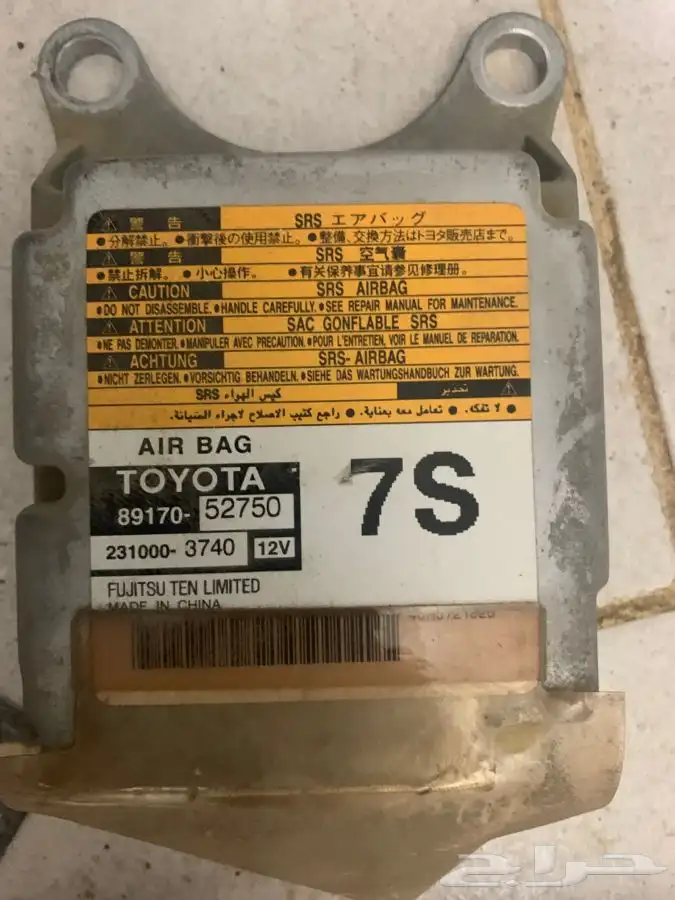 警告 SRS エアバッグ
●分解禁止。●衝撃後の使用禁止。●整備、交換方法はトヨタ販売店まで。
警告 SRS 空气囊
●禁止拆解。●小心操作。●有关保养事宜请参见修理册。
CAUTION SRS AIRBAG
●DO NOT DISASSEMBLE. ●HANDLE CAREFULLY. ●SEE REPAIR MANUAL FOR MAINTENANCE.
ATTENTION SAC GONFLABLE SRS
●NE PAS DEMONTER. ●MANIPULER AVEC PRECAUTION. ●POUR L'ENTRETIEN, VOIR LE MANUEL DE REPARATION.
ACHTUNG SRS-AIRBAG
●NICHT ZERLEGEN. ●VORSICHTIG BEHANDELN. ●SIEHE DAS WARTUNGSHANDBUCH ZUR WARTUNG.
تحذير كيس الهواء SRS
● لا تفكه. ● تعامل معه بعناية. ● راجع كتيب الاصلاح لاجراء الصيانة.
AIR BAG
TOYOTA
89170-52750
7S
231000-3740 12V
FUJITSU TEN LIMITED
MADE IN CHINA
حراج